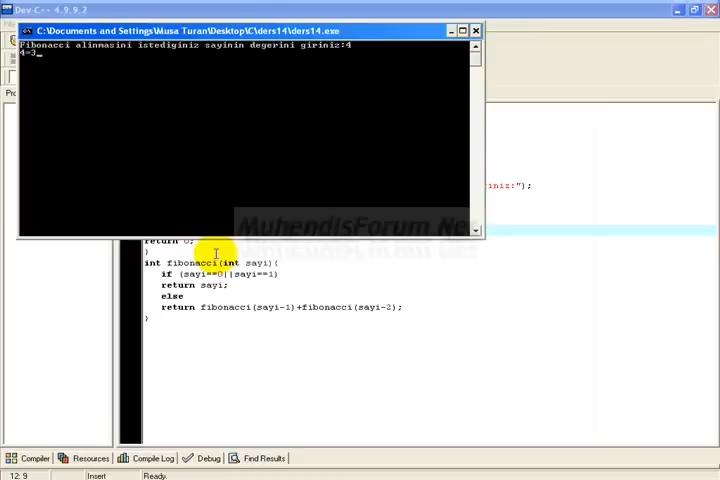 Dev-C++ 4.9.9.2
C:\Documents and Settings\Musa Turan\Desktop\C\ders14\ders14.exe
Fibonacci alinmasini istediginiz sayinin degerini giriniz:4
4=3_
iniz:");
MuhendisForum.Net
return 0;
}
int fibonacci(int sayi){
if (sayi==0||sayi==1)
return sayi;
else
return fibonacci(sayi-1)+fibonacci(sayi-2);
}
Compiler Resources Compile Log Debug Find Results
12: 9 Insert Ready.